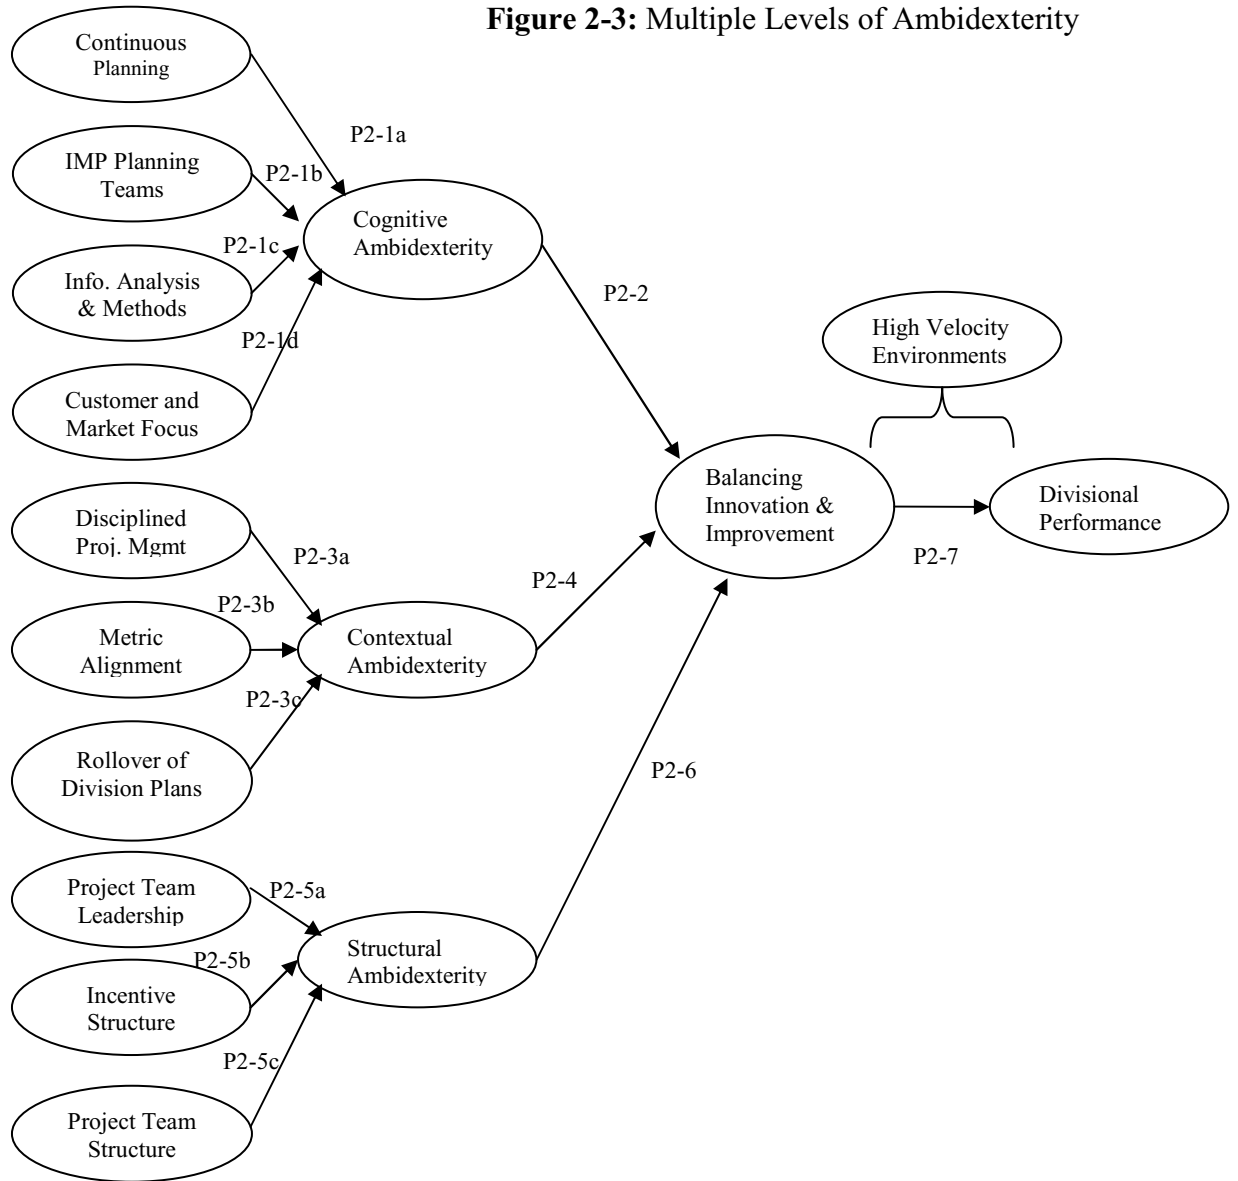 Figure 2-3: Multiple Levels of Ambidexterity
Continuous
Planning
P2-1a
IMP Planning
Teams
P2-1b
Cognitive
Ambidexterity
P2-1c
Info. Analysis
& Methods
P2-1d
Customer and
Market Focus
P2-2
High Velocity
Environments
Balancing
Innovation &
Improvement
Divisional
Performance
P2-7
Disciplined
Proj. Mgmt
P2-3a
P2-3b
Metric
Alignment
Contextual
Ambidexterity
P2-4
P2-3c
Rollover of
Division Plans
P2-6
Project Team
Leadership
P2-5a
P2-5b
Incentive
Structure
Structural
Ambidexterity
P2-5c
Project Team
Structure